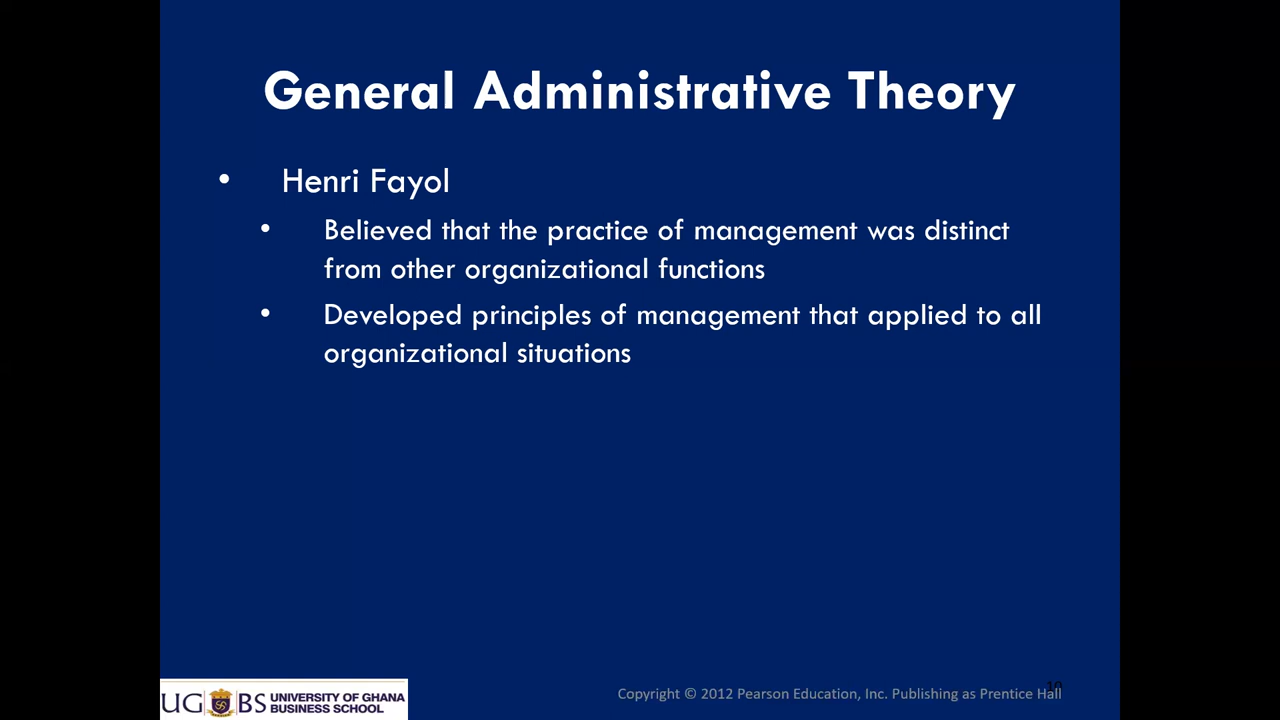 General Administrative Theory
• Henri Fayol
• Believed that the practice of management was distinct
from other organizational functions
• Developed principles of management that applied to all
organizational situations
UG BS UNIVERSITY OF GHANA
BUSINESS SCHOOL
10
Copyright © 2012 Pearson Education, Inc. Publishing as Prentice Hall